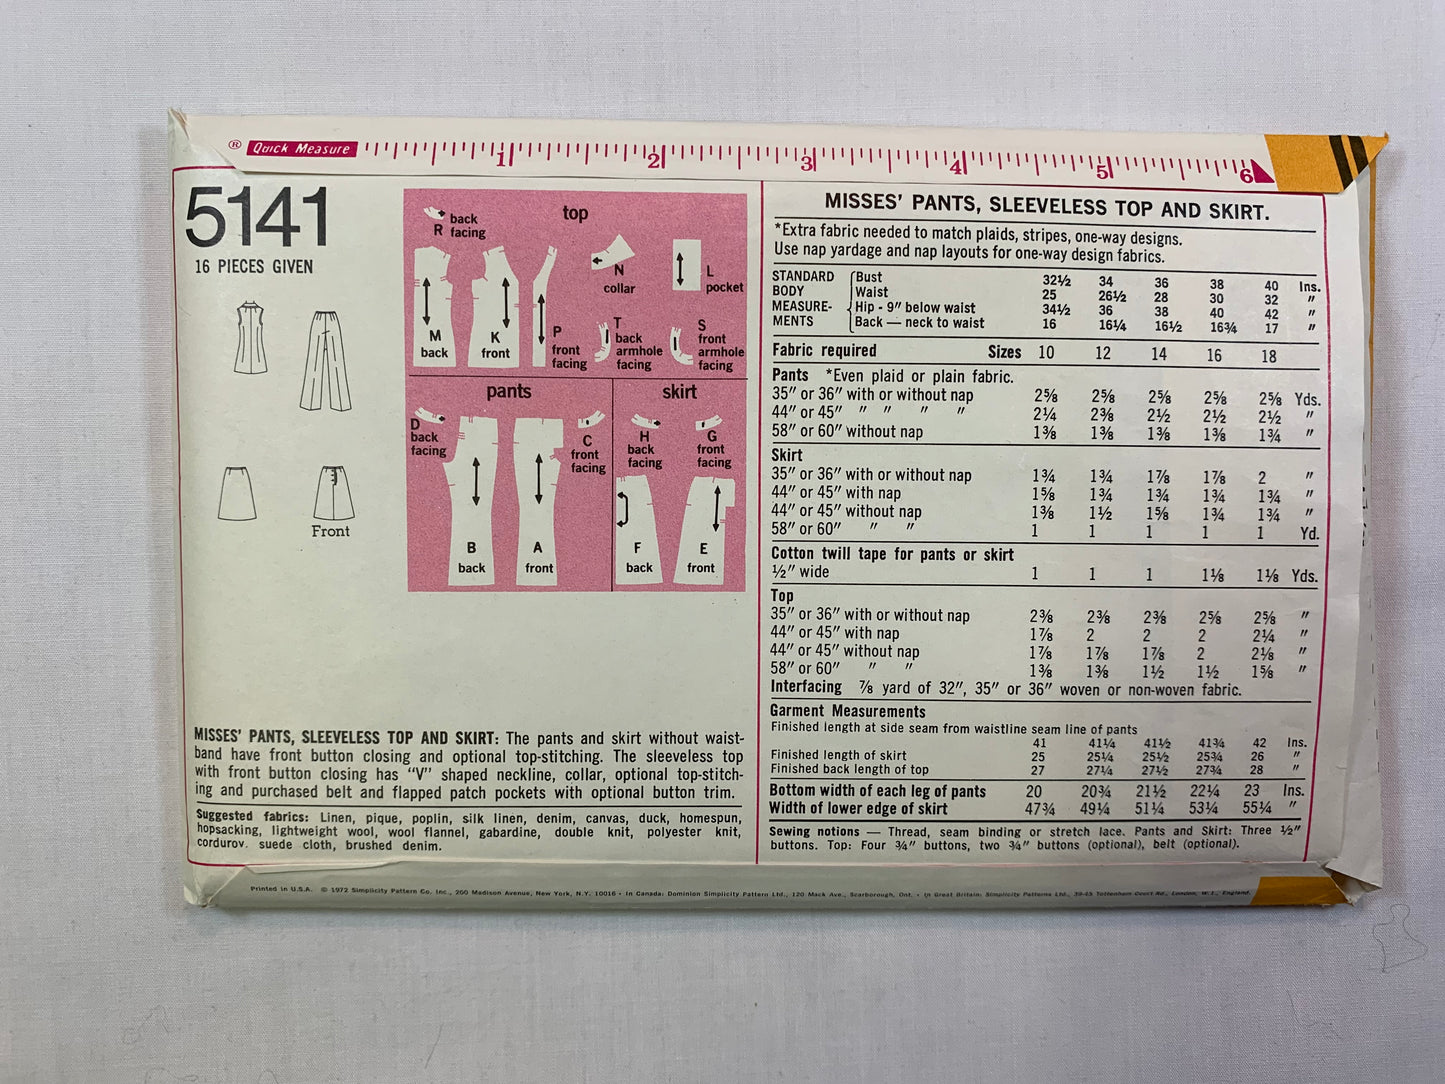 ® Quick Measure 1 2 3 4 5 6
5141
16 PIECES GIVEN
Front
top
R back facing
M back
K front
P front facing
N collar
L pocket
T back armhole facing
S front armhole facing
pants
D back facing
C front facing
B back
A front
skirt
H back facing
G front facing
F back
E front
MISSES' PANTS, SLEEVELESS TOP AND SKIRT: The pants and skirt without waist-
band have front button closing and optional top-stitching. The sleeveless top
with front button closing has "V" shaped neckline, collar, optional top-stitch-
ing and purchased belt and flapped patch pockets with optional button trim.
Suggested fabrics: Linen, pique, poplin, silk linen, denim, canvas, duck, homespun,
hopsacking, lightweight wool, wool flannel, gabardine, double knit, polyester knit,
corduroy, suede cloth, brushed denim.
MISSES' PANTS, SLEEVELESS TOP AND SKIRT.
*Extra fabric needed to match plaids, stripes, one-way designs.
Use nap yardage and nap layouts for one-way design fabrics.
STANDARD BODY MEASURE-MENTS
Bust 32½ 34 36 38 40 Ins.
Waist 25 26½ 28 30 32 "
Hip - 9" below waist 34½ 36 38 40 42 "
Back — neck to waist 16 16¼ 16½ 16¾ 17 "
Fabric required Sizes 10 12 14 16 18
Pants *Even plaid or plain fabric.
35" or 36" with or without nap 2⅝ 2⅝ 2⅝ 2⅝ 2⅝ Yds.
44" or 45" " " " " 2¼ 2⅜ 2½ 2½ 2½ "
58" or 60" without nap 1⅜ 1⅜ 1⅜ 1⅜ 1¾ "
Skirt
35" or 36" with or without nap 1¾ 1¾ 1⅞ 1⅞ 2 "
44" or 45" with nap 1⅝ 1¾ 1¾ 1¾ 1¾ "
44" or 45" without nap 1⅜ 1½ 1⅝ 1¾ 1¾ "
58" or 60" " " 1 1 1 1 1 Yd.
Cotton twill tape for pants or skirt
½" wide 1 1 1 1⅛ 1⅛ Yds.
Top
35" or 36" with or without nap 2⅜ 2⅜ 2⅜ 2⅝ 2⅝ "
44" or 45" with nap 1⅞ 2 2 2 2¼ "
44" or 45" without nap 1⅞ 1⅞ 1⅞ 2 2⅛ "
58" or 60" " " 1⅜ 1⅜ 1½ 1½ 1⅝ "
Interfacing ⅞ yard of 32", 35" or 36" woven or non-woven fabric.
Garment Measurements
Finished length at side seam from waistline seam line of pants
41 41¼ 41½ 41¾ 42 Ins.
Finished length of skirt 25 25¼ 25½ 25¾ 26 "
Finished back length of top 27 27¼ 27½ 27¾ 28 "
Bottom width of each leg of pants 20 20¾ 21½ 22¼ 23 Ins.
Width of lower edge of skirt 47¾ 49¼ 51¼ 53¼ 55¼ "
Sewing notions — Thread, seam binding or stretch lace. Pants and Skirt: Three ½"
buttons. Top: Four ¾" buttons, two ¾" buttons (optional), belt (optional).
Printed in U.S.A. © 1972 Simplicity Pattern Co. Inc., 200 Madison Avenue, New York, N.Y. 10016 • In Canada: Dominion Simplicity Pattern Ltd., 120 Mack Ave., Scarborough, Ont. • In Great Britain: Simplicity Patterns Ltd., 39-45 Tottenham Court Rd., London, W. 1., England.